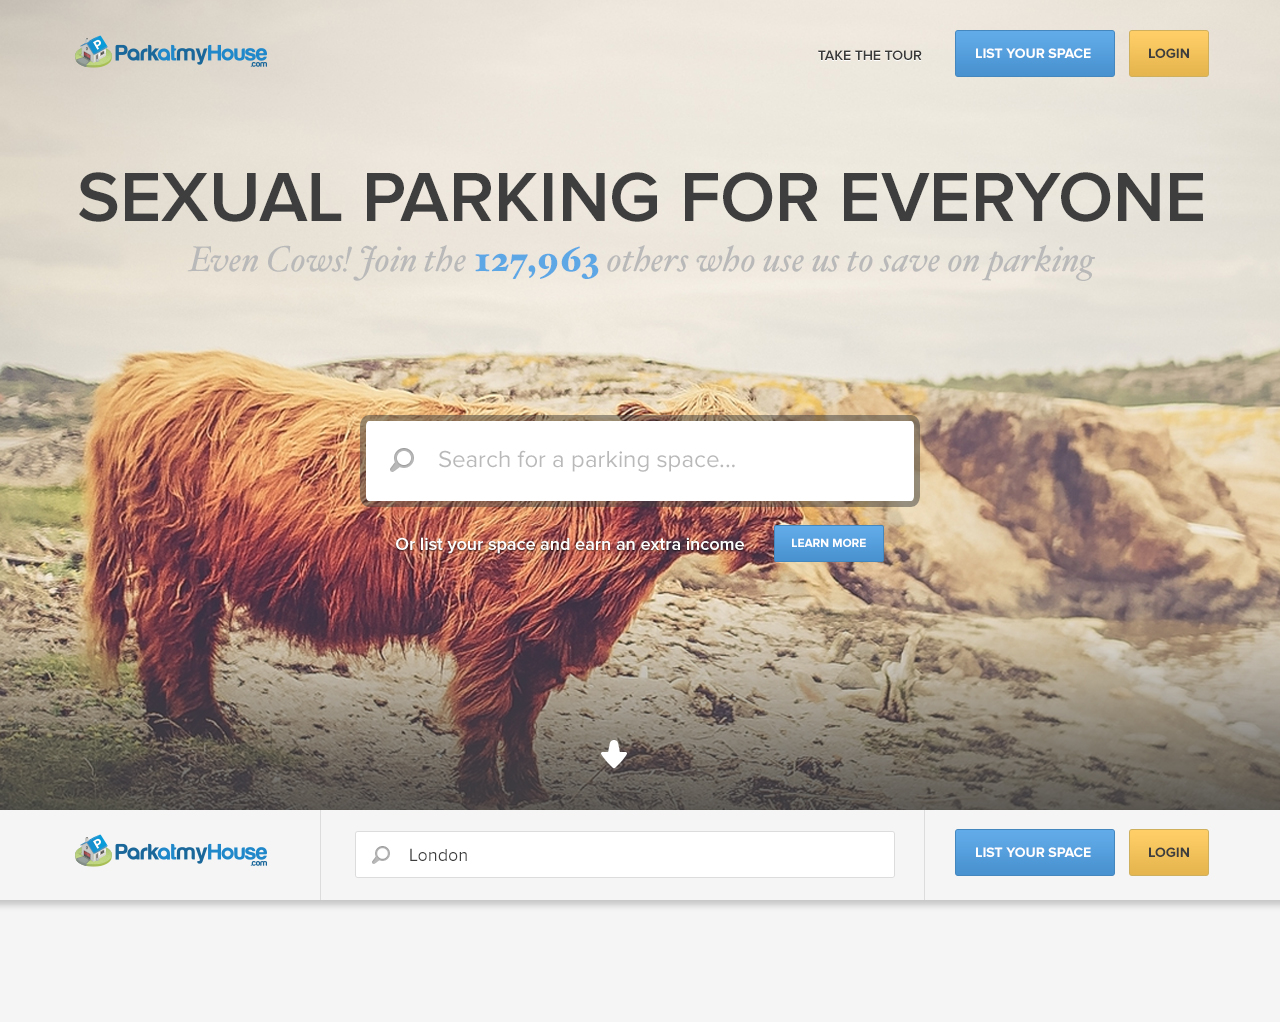 P ParkatmyHouse
.com
TAKE THE TOUR
LIST YOUR SPACE
LOGIN
SEXUAL PARKING FOR EVERYONE
Even Cows! Join the 127,963 others who use us to save on parking
Search for a parking space...
Or list your space and earn an extra income
LEARN MORE
P ParkatmyHouse
.com
London
LIST YOUR SPACE
LOGIN